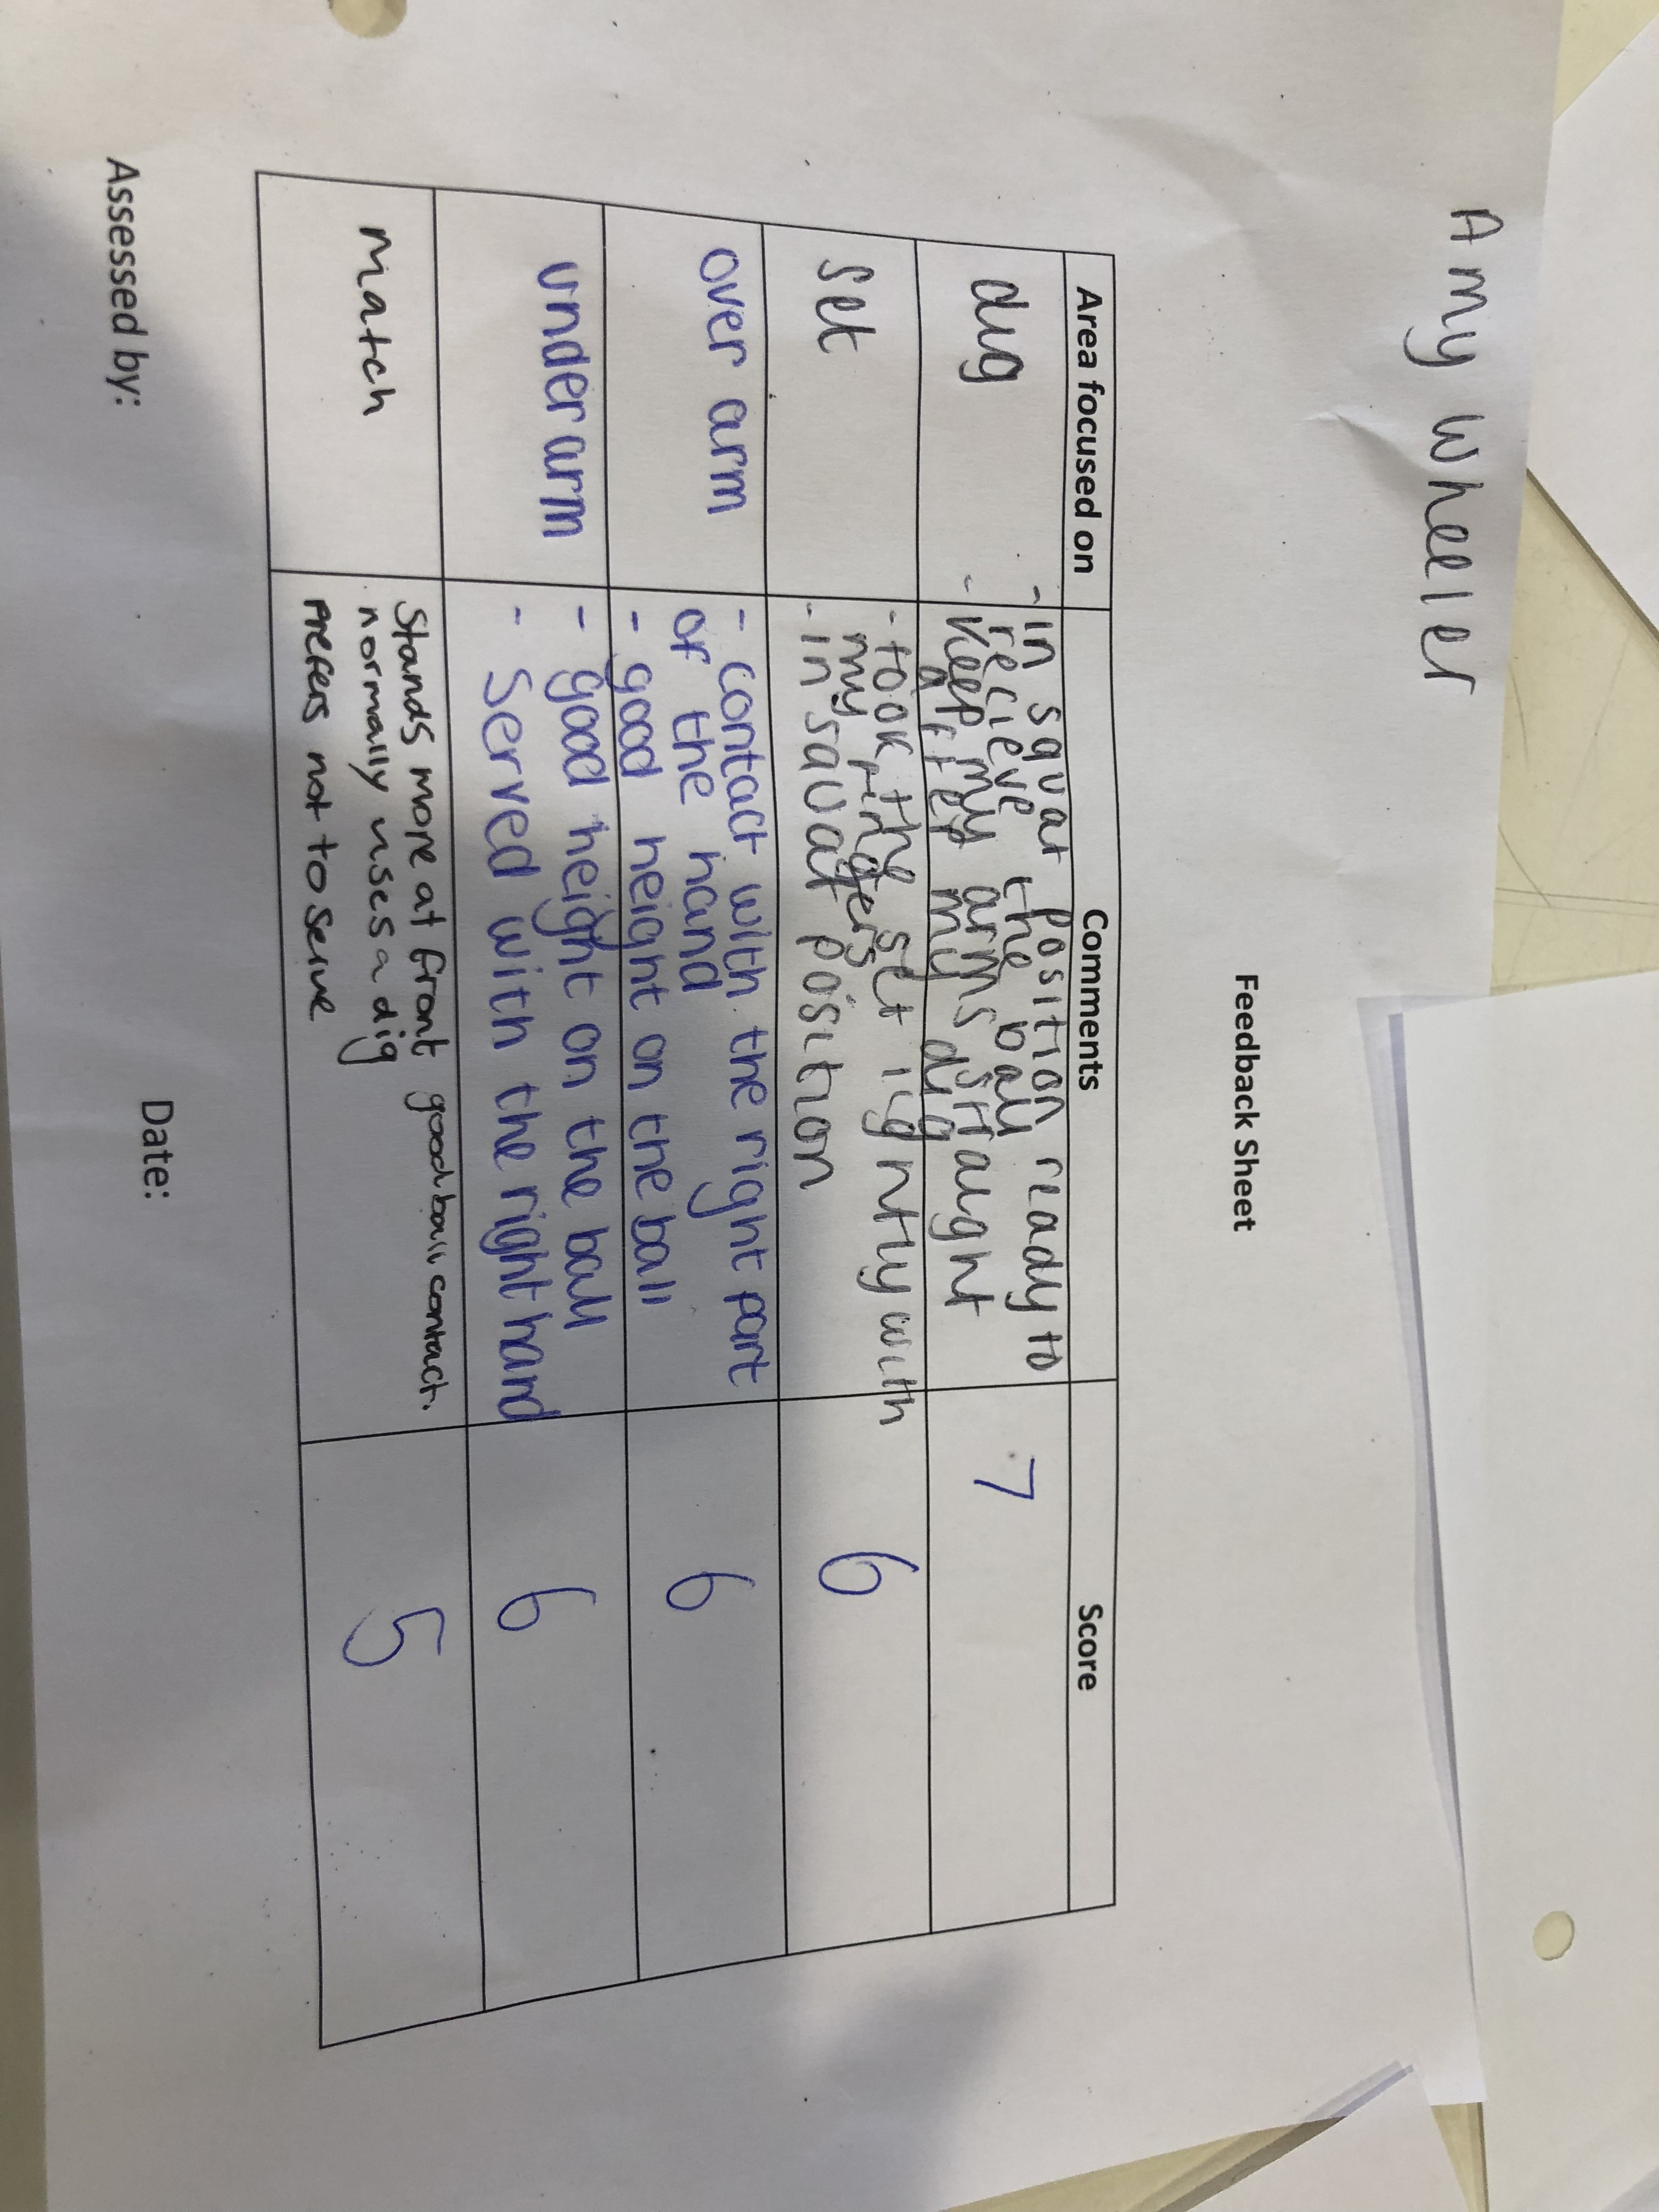 Amy Wheeler
Feedback Sheet
Area focused on Comments Score
dig
- in squat position ready to
recieve the ball
- Keep my arms straight
after my dig
7
set
- took the set rightly with
my fingers
- in squat position
6
over arm
- contact with the right part
of the hand
- good height on the ball
6
under arm
- good height on the ball
- Served with the right hand
6
match
Stands more at front good ball contact.
normally uses a dig
Prefers not to serve
5
Assessed by: Date: